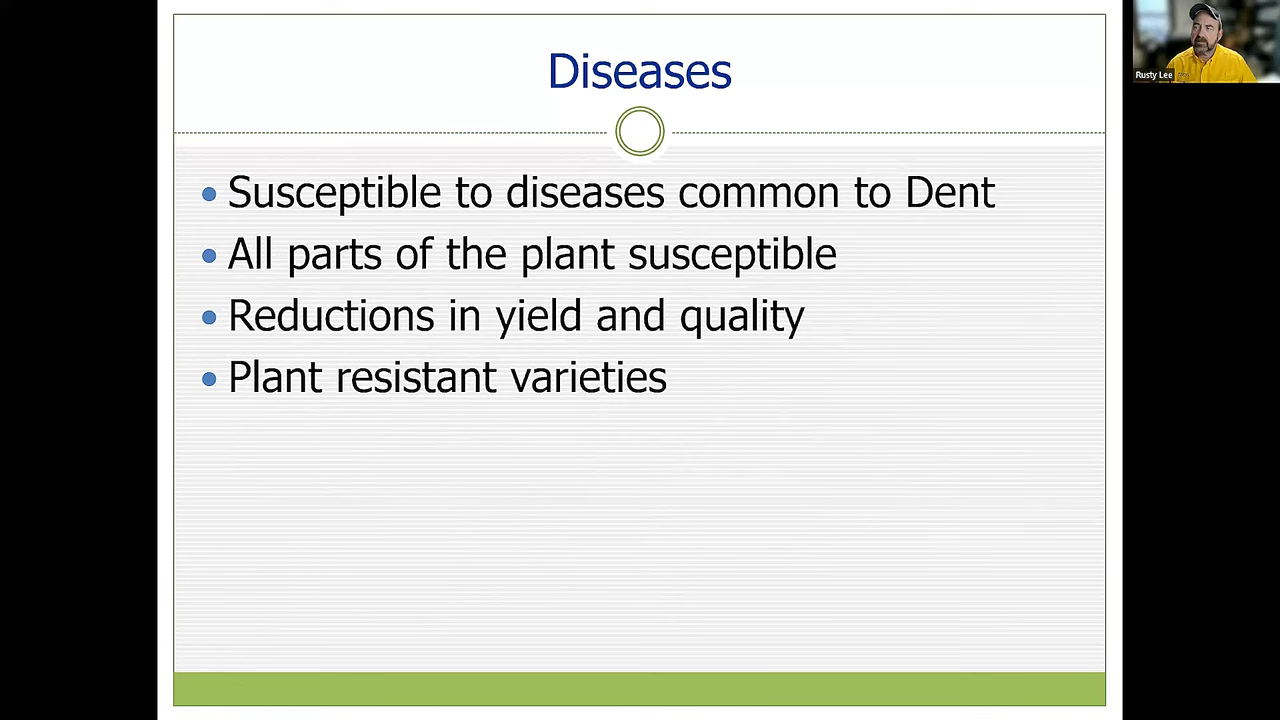 Diseases
Susceptible to diseases common to Dent
All parts of the plant susceptible
Reductions in yield and quality
Plant resistant varieties
Rusty Lee